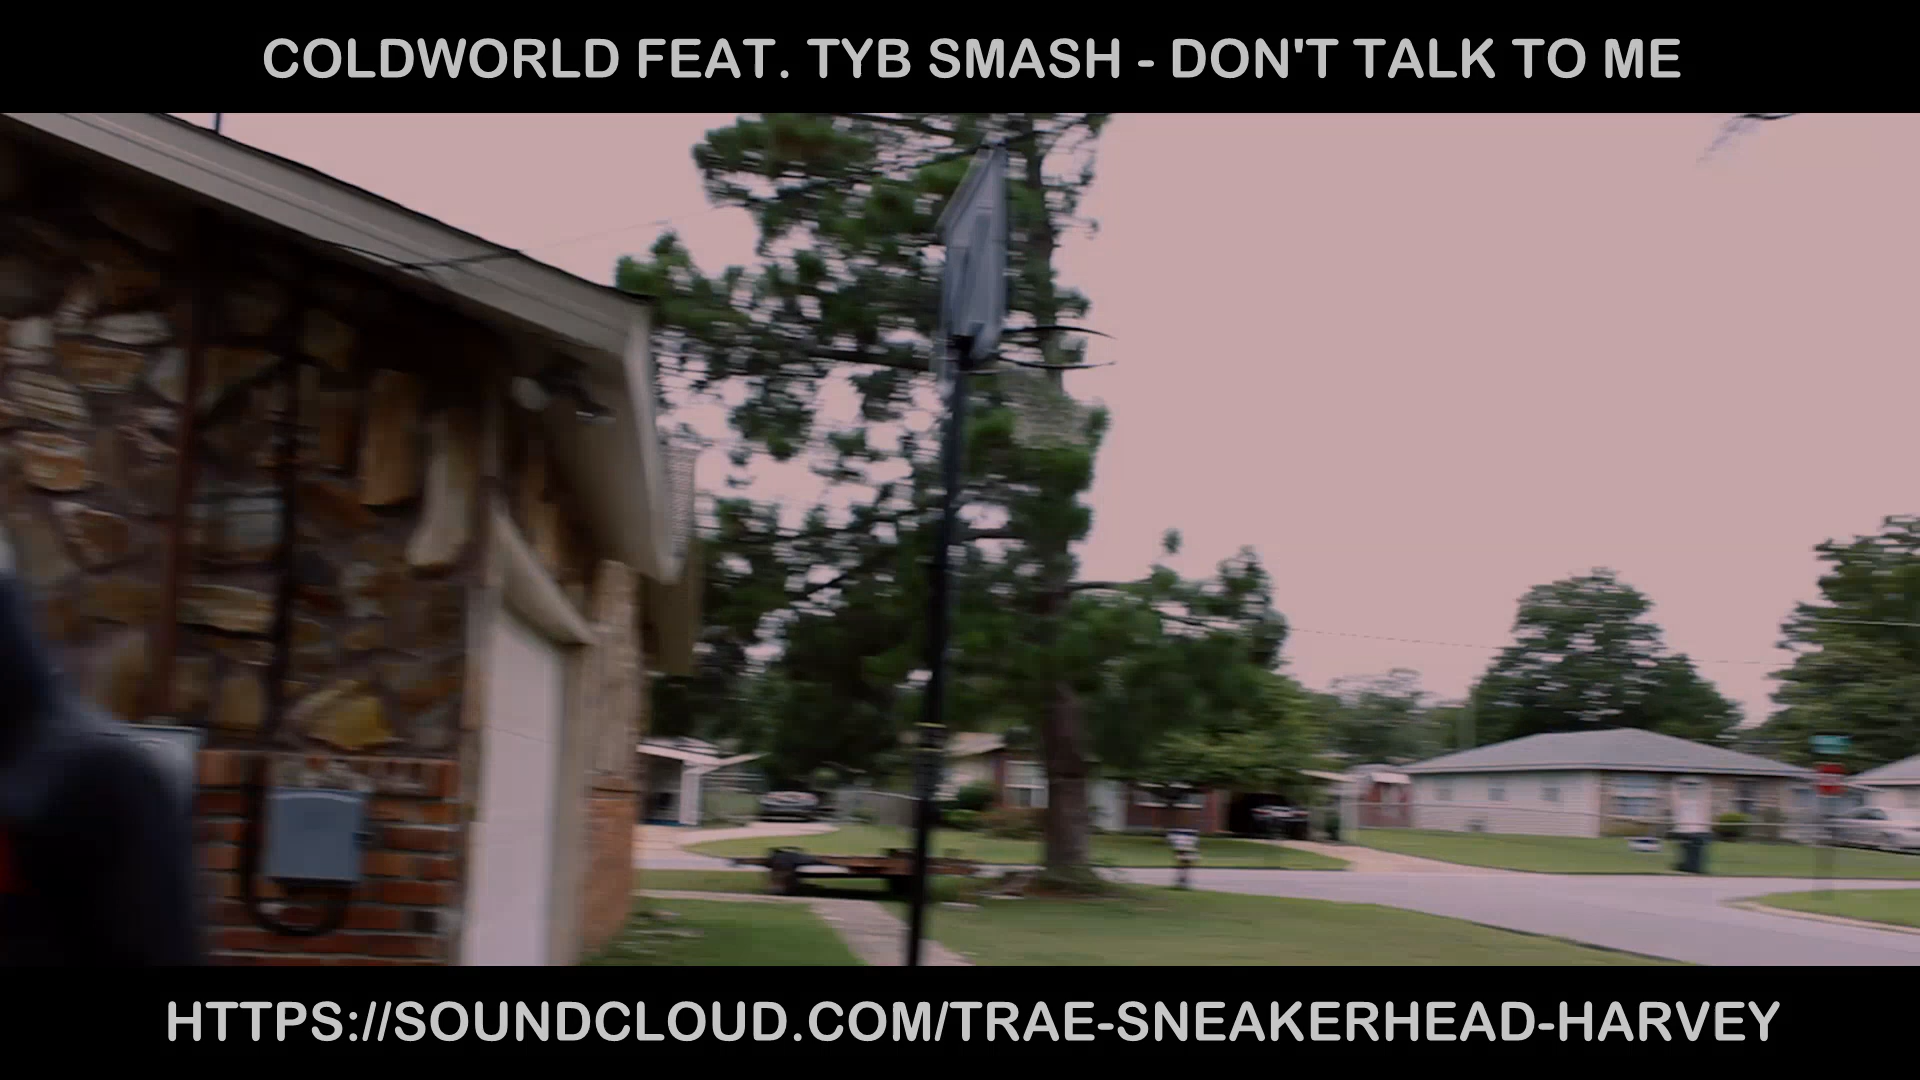 COLDWORLD FEAT. TYB SMASH - DON'T TALK TO ME
HTTPS://SOUNDCLOUD.COM/TRAE-SNEAKERHEAD-HARVEY